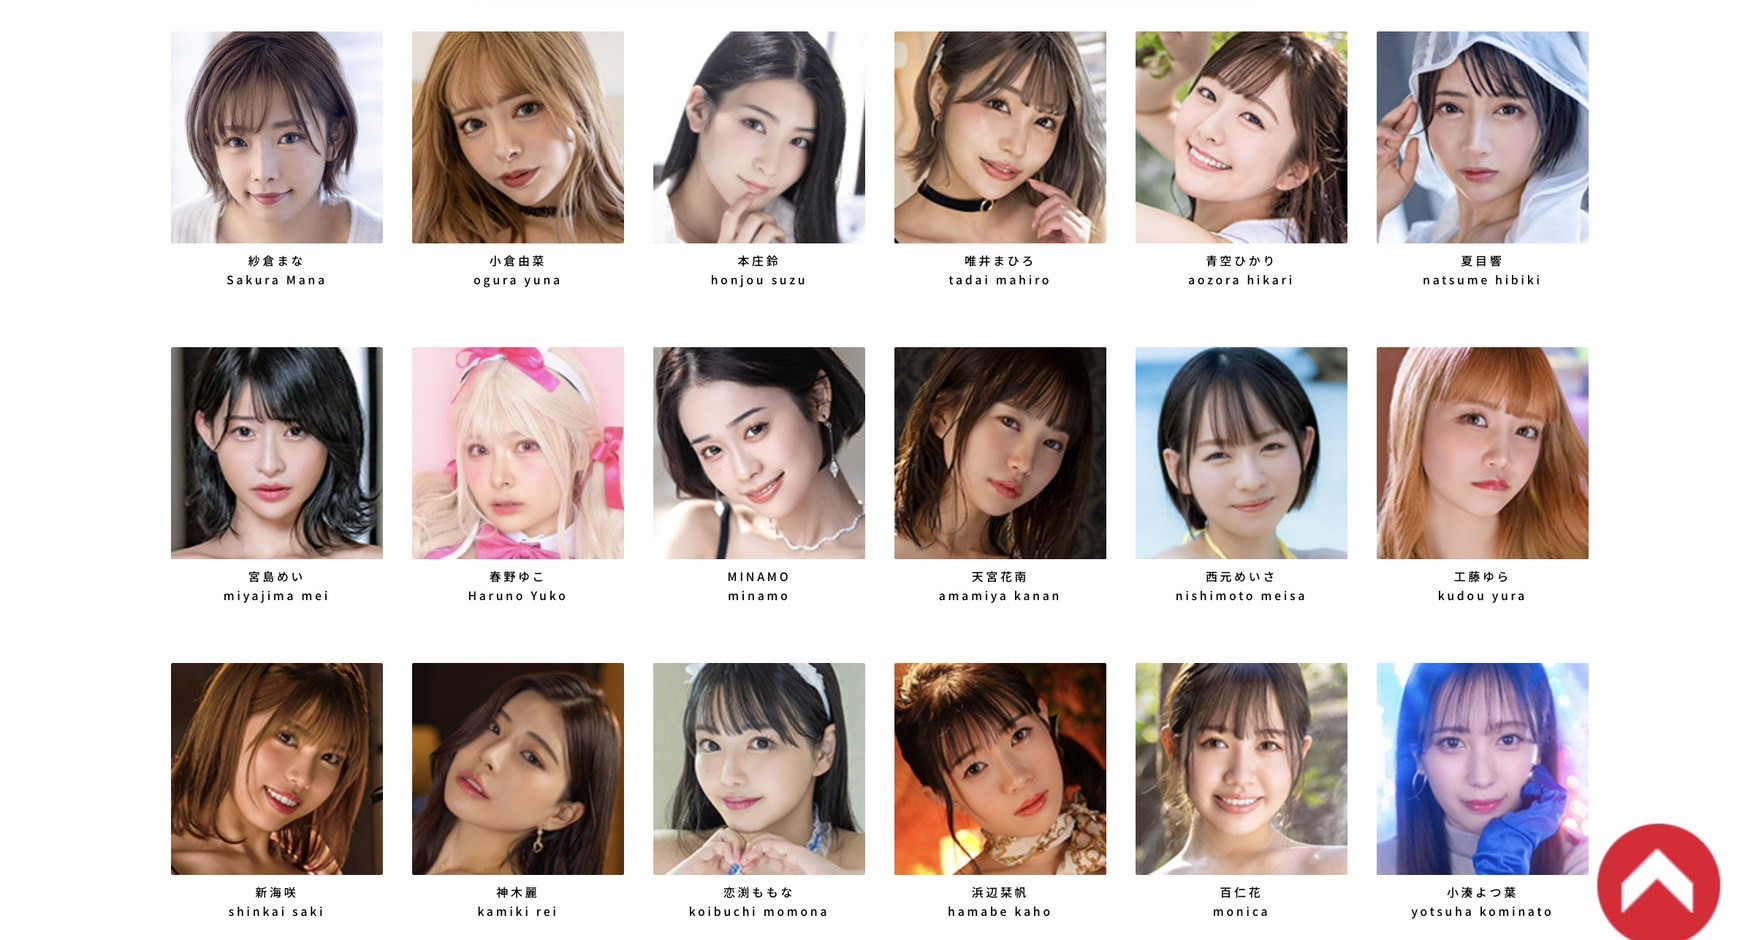 紗倉まな
Sakura Mana
小倉由菜
ogura yuna
本庄鈴
honjou suzu
唯井まひろ
tadai mahiro
青空ひかり
aozora hikari
夏目響
natsume hibiki
宮島めい
miyajima mei
春野ゆこ
Haruno Yuko
MINAMO
minamo
天宮花南
amamiya kanan
西元めいさ
nishimoto meisa
工藤ゆら
kudou yura
新海咲
shinkai saki
神木麗
kamiki rei
恋渕ももな
koibuchi momona
浜辺栞帆
hamabe kaho
百仁花
monica
小湊よつ葉
yotsuha kominato